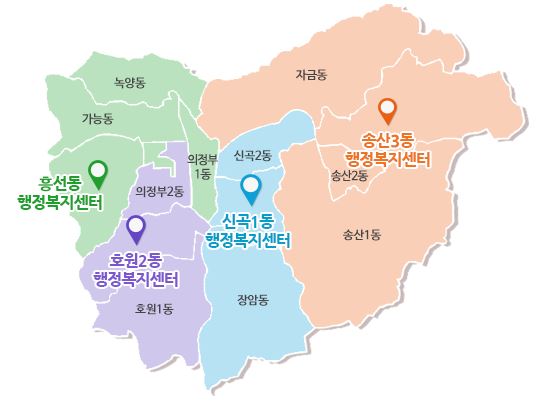 녹양동
자금동
가능동
송산3동
행정복지센터
신곡2동
의정부
1동
송산2동
흥선동
행정복지센터
의정부2동
신곡1동
행정복지센터
송산1동
호원2동
행정복지센터
장암동
호원1동